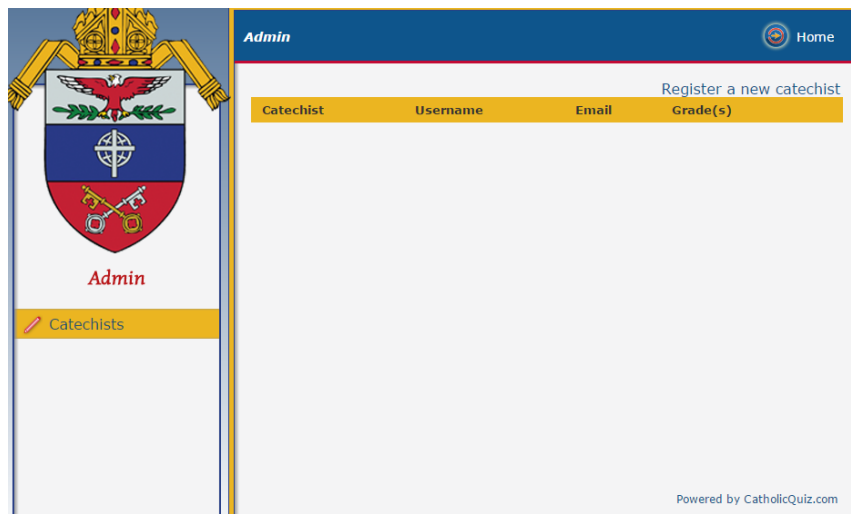 Admin
Home
Admin
Catechists
Register a new catechist
Catechist Username Email Grade(s)
Powered by CatholicQuiz.com